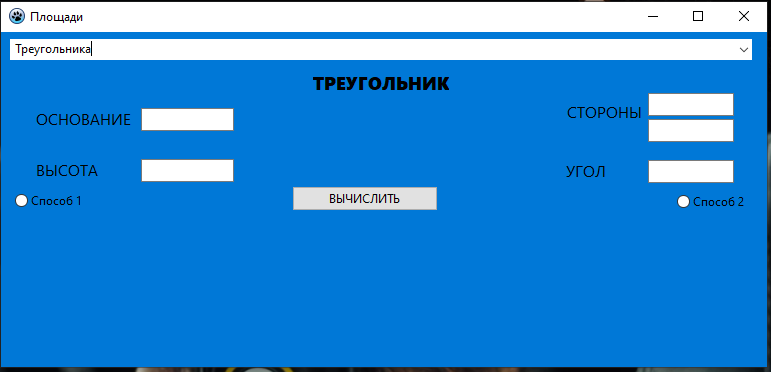 Площади
Треугольника
ТРЕУГОЛЬНИК
ОСНОВАНИЕ
СТОРОНЫ
ВЫСОТА
УГОЛ
Способ 1
ВЫЧИСЛИТЬ
Способ 2